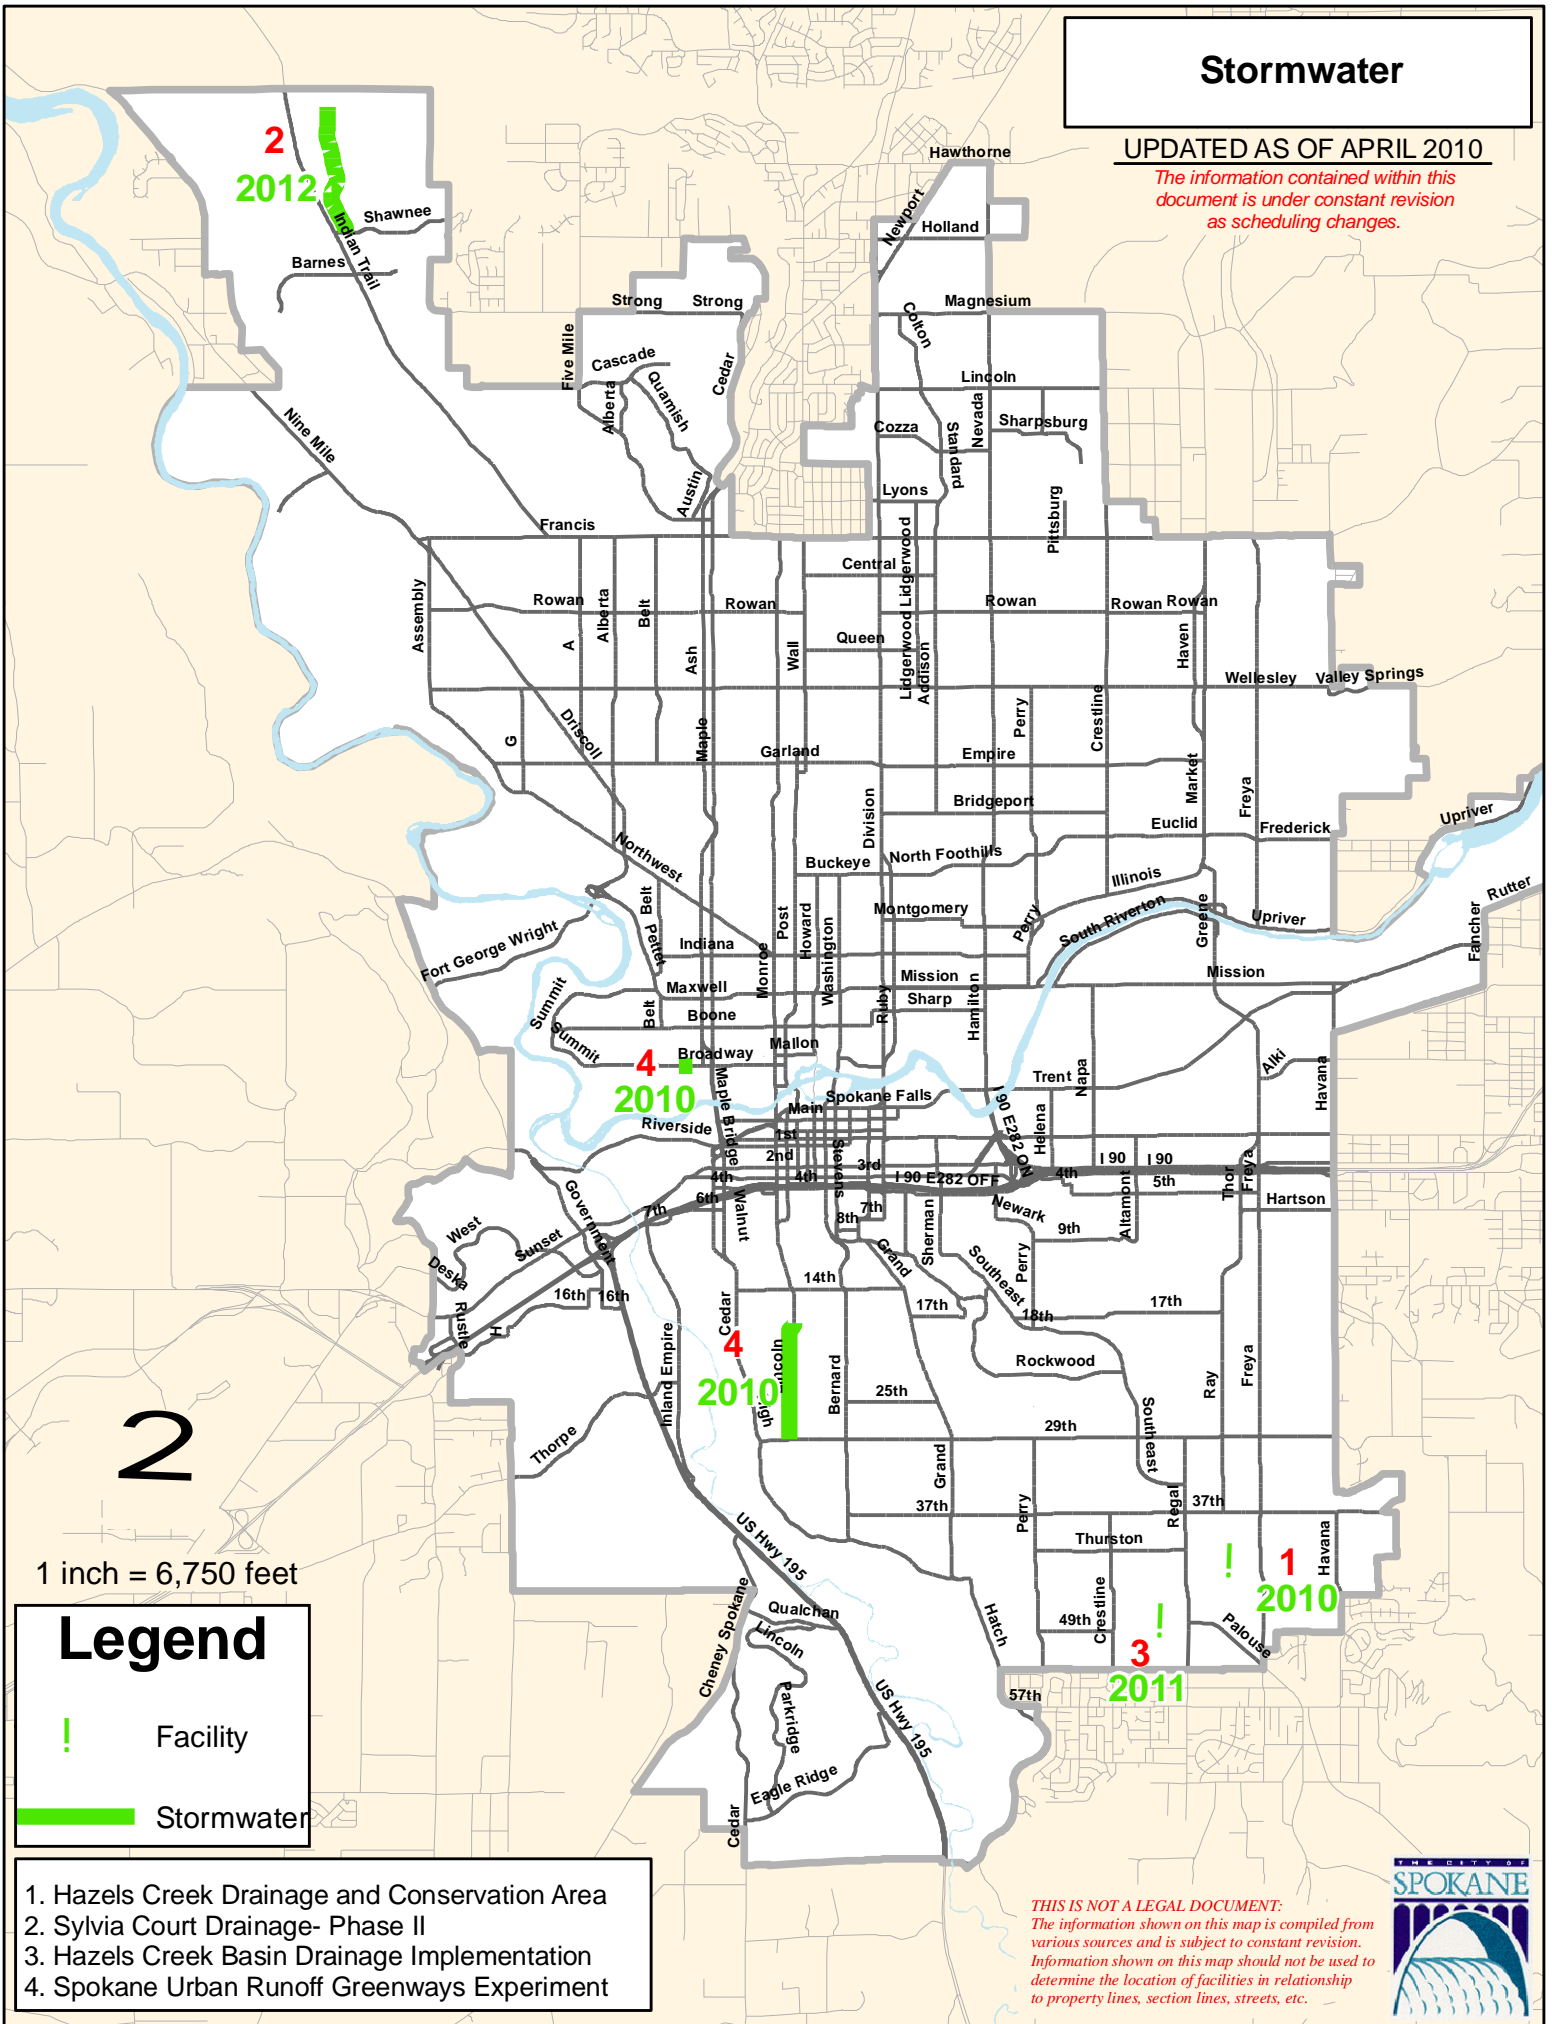 Stormwater
UPDATED AS OF APRIL 2010
The information contained within this
document is under constant revision
as scheduling changes.
Hawthorne
2
2012
Newport
Holland
Shawnee
Indian Trail
Barnes
Strong
Strong
Magnesium
Colton
Five Mile
Cascade
Cedar
Alberta
Quamish
Lincoln
Nine Mile
Cozza
Standard
Nevada
Sharpsburg
Austin
Lyons
Pittsburg
Francis
Lidgerwood
Central
Assembly
Rowan
Alberta
Belt
Rowan
Rowan
Rowan
Rowan
A
Ash
Wall
Queen
Lidgerwood
Addison
Haven
Wellesley
Valley Springs
G
Driscoll
Maple
Garland
Perry
Crestline
Empire
Market
Freya
Division
Bridgeport
Euclid
Frederick
Upriver
Northwest
Buckeye
North Foothills
Illinois
Rutter
Belt
Pettet
Post
Howard
Washington
Montgomery
Perry
South Riverton
Greene
Upriver
Fancher
Fort George Wright
Indiana
Monroe
Mission
Mission
Summit
Maxwell
Ruby
Sharp
Hamilton
Belt
Boone
Summit
Mallon
4
Broadway
2010
Maple Bridge
Trent
Napa
Alki
Havana
Spokane Falls
Main
I 90 E282 ON
Helena
Riverside
1st
2nd
3rd
Stevens
4th
4th
I 90 E282 OFF
4th
I 90
I 90
5th
Altamont
Thor
Freya
Hartson
Government
6th
7th
Walnut
7th
8th
Newark
9th
Sherman
West
Sunset
Grand
Southeast
Perry
Deska
14th
16th
16th
Rustle
H
17th
18th
17th
Cedar
4
Lincoln
2010
Inland Empire
Bernard
25th
Rockwood
Ray
Freya
Southeast
29th
Thorpe
2
Grand
37th
Perry
Regal
37th
US Hwy 195
Thurston
Havana
!
1
2010
1 inch = 6,750 feet
Cheney Spokane
Qualchan
Hatch
49th
Crestline
!
Palouse
3
2011
Lincoln
Parkridge
US Hwy 195
57th
Eagle Ridge
Cedar
Legend
! Facility
Stormwater
1. Hazels Creek Drainage and Conservation Area
2. Sylvia Court Drainage- Phase II
3. Hazels Creek Basin Drainage Implementation
4. Spokane Urban Runoff Greenways Experiment
THIS IS NOT A LEGAL DOCUMENT:
The information shown on this map is compiled from
various sources and is subject to constant revision.
Information shown on this map should not be used to
determine the location of facilities in relationship
to property lines, section lines, streets, etc.
THE CITY OF
SPOKANE